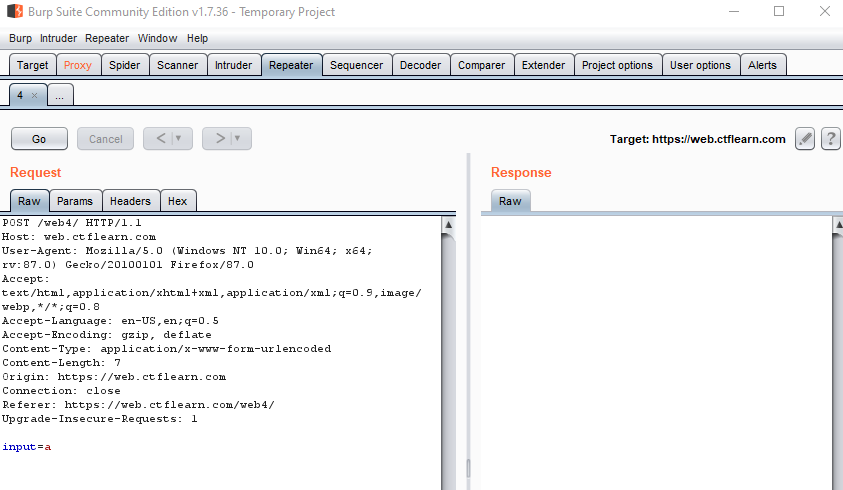 Burp Suite Community Edition v1.7.36 - Temporary Project
Burp Intruder Repeater Window Help
Target Proxy Spider Scanner Intruder Repeater Sequencer Decoder Comparer Extender Project options User options Alerts
4 × ...
Go Cancel < | ▼ > | ▼ Target: https://web.ctflearn.com ?
Request
Response
Raw Params Headers Hex
Raw
POST /web4/ HTTP/1.1
Host: web.ctflearn.com
User-Agent: Mozilla/5.0 (Windows NT 10.0; Win64; x64;
rv:87.0) Gecko/20100101 Firefox/87.0
Accept:
text/html,application/xhtml+xml,application/xml;q=0.9,image/
webp,*/*;q=0.8
Accept-Language: en-US,en;q=0.5
Accept-Encoding: gzip, deflate
Content-Type: application/x-www-form-urlencoded
Content-Length: 7
Origin: https://web.ctflearn.com
Connection: close
Referer: https://web.ctflearn.com/web4/
Upgrade-Insecure-Requests: 1
input=a